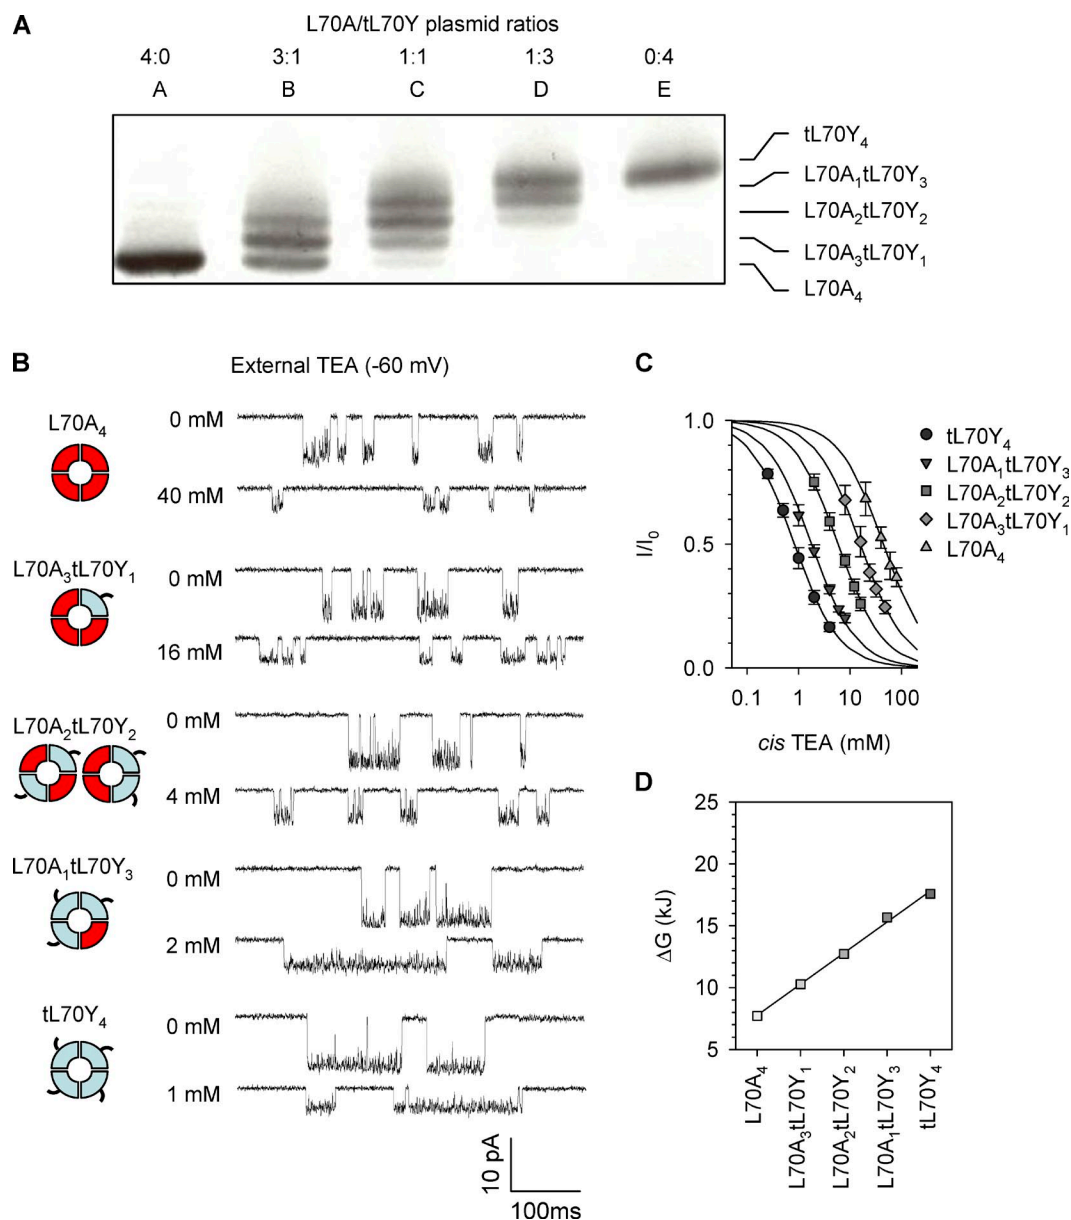 A
L70A/tL70Y plasmid ratios
4:0 3:1 1:1 1:3 0:4
A B C D E
tL70Y₄
L70A₁tL70Y₃
L70A₂tL70Y₂
L70A₃tL70Y₁
L70A₄
B
External TEA (-60 mV)
L70A₄
0 mM
40 mM
L70A₃tL70Y₁
0 mM
16 mM
L70A₂tL70Y₂
0 mM
4 mM
L70A₁tL70Y₃
0 mM
2 mM
tL70Y₄
0 mM
1 mM
10 pA
100ms
C
1.0
0.5
0.0
I/I₀
0.1 1 10 100
cis TEA (mM)
tL70Y₄
L70A₁tL70Y₃
L70A₂tL70Y₂
L70A₃tL70Y₁
L70A₄
D
25
20
15
10
5
ΔG (kJ)
L70A₄
L70A₃tL70Y₁
L70A₂tL70Y₂
L70A₁tL70Y₃
tL70Y₄